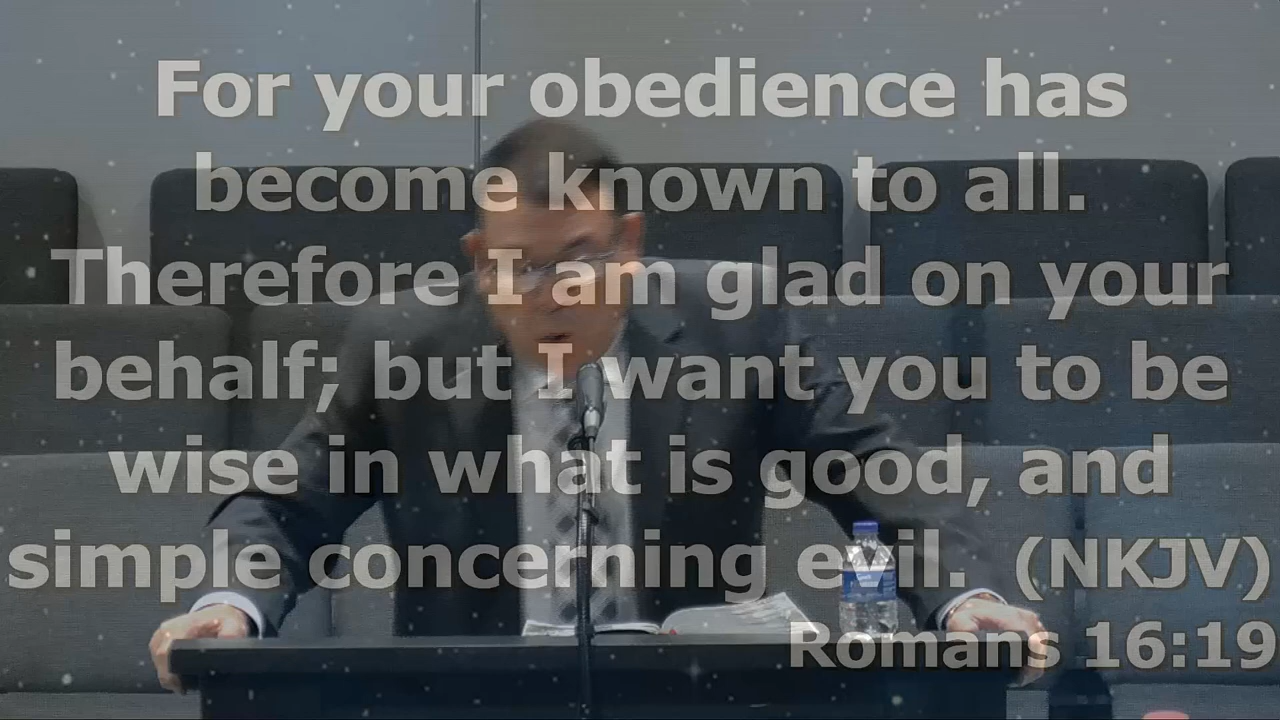 For your obedience has
become known to all.
Therefore I am glad on your
behalf; but I want you to be
wise in what is good, and
simple concerning evil. (NKJV)
Romans 16:19